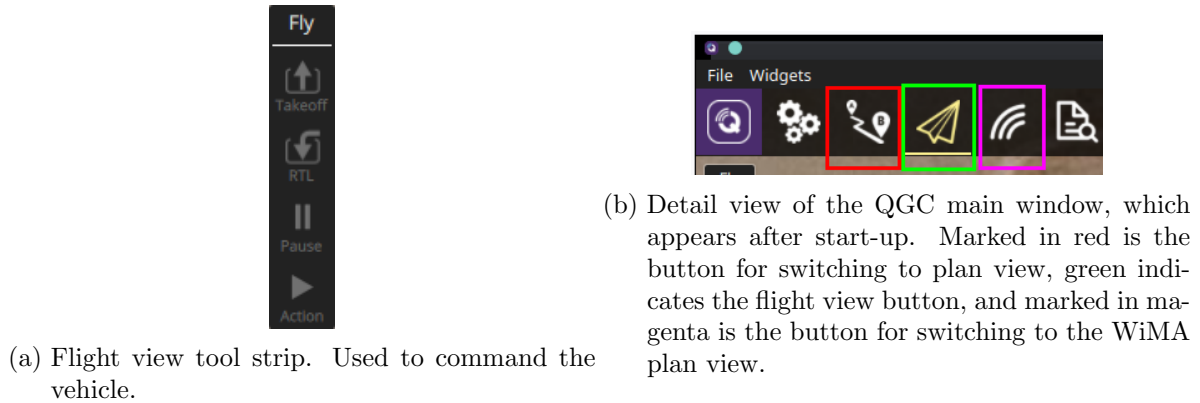 Fly
Takeoff
RTL
Pause
Action
(a) Flight view tool strip. Used to command the
vehicle.
File Widgets
A
B
(b) Detail view of the QGC main window, which
appears after start-up. Marked in red is the
button for switching to plan view, green indi-
cates the flight view button, and marked in ma-
genta is the button for switching to the WiMA
plan view.